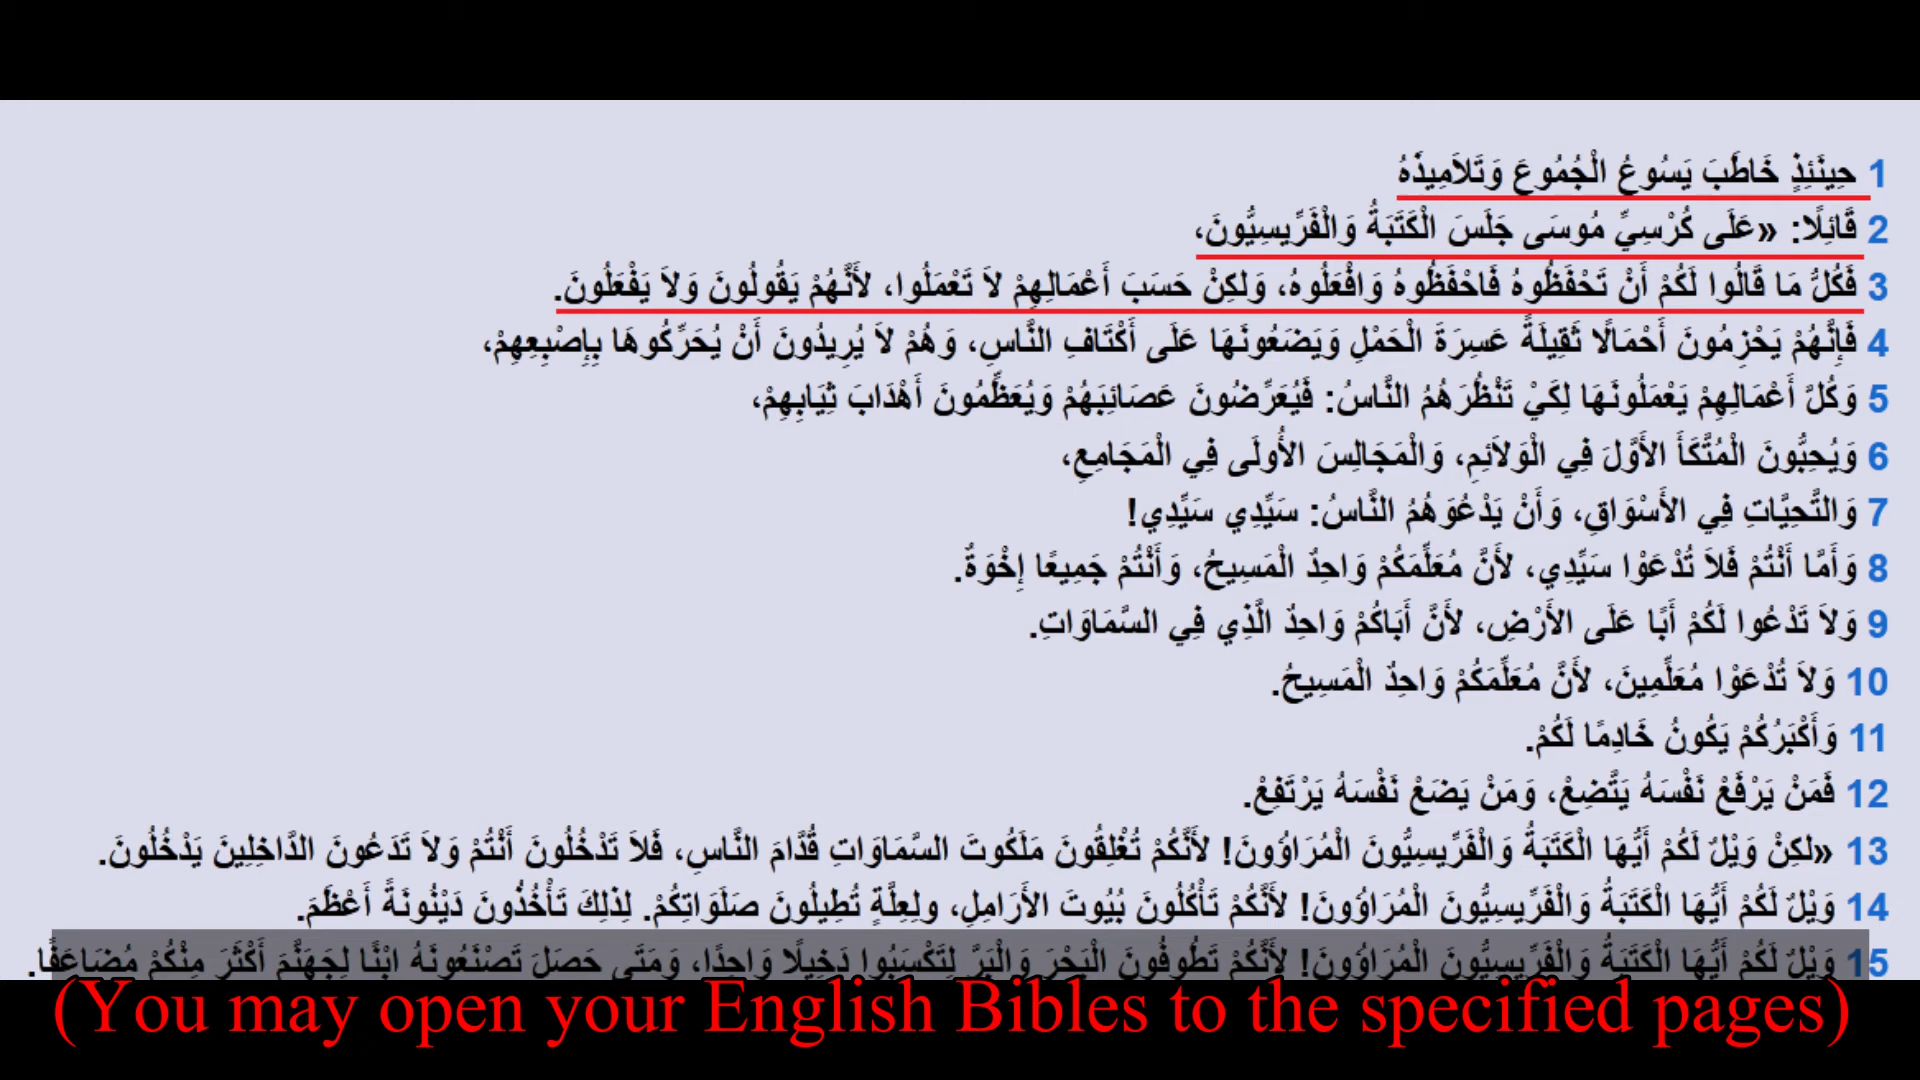 1 حِينَئِذٍ خَاطَبَ يَسُوعُ الْجُمُوعَ وَتَلاَمِيذَهُ
2 قَائِلًا: «عَلَى كُرْسِيِّ مُوسَى جَلَسَ الْكَتَبَةُ وَالْفَرِّيسِيُّونَ،
3 فَكُلُّ مَا قَالُوا لَكُمْ أَنْ تَحْفَظُوهُ فَاحْفَظُوهُ وَافْعَلُوهُ، وَلكِنْ حَسَبَ أَعْمَالِهِمْ لاَ تَعْمَلُوا، لأَنَّهُمْ يَقُولُونَ وَلاَ يَفْعَلُونَ.
4 فَإِنَّهُمْ يَحْزِمُونَ أَحْمَالًا ثَقِيلَةً عَسِرَةَ الْحَمْلِ وَيَضَعُونَهَا عَلَى أَكْتَافِ النَّاسِ، وَهُمْ لاَ يُرِيدُونَ أَنْ يُحَرِّكُوهَا بِإِصْبِعِهِمْ،
5 وَكُلَّ أَعْمَالِهِمْ يَعْمَلُونَهَا لِكَيْ تَنْظُرَهُمُ النَّاسُ: فَيُعَرِّضُونَ عَصَائِبَهُمْ وَيُعَظِّمُونَ أَهْدَابَ ثِيَابِهِمْ،
6 وَيُحِبُّونَ الْمُتَّكَأَ الأَوَّلَ فِي الْوَلاَئِمِ، وَالْمَجَالِسَ الأُولَى فِي الْمَجَامِعِ،
7 وَالتَّحِيَّاتِ فِي الأَسْوَاقِ، وَأَنْ يَدْعُوَهُمُ النَّاسُ: سَيِّدِي سَيِّدِي!
8 وَأَمَّا أَنْتُمْ فَلاَ تُدْعَوْا سَيِّدِي، لأَنَّ مُعَلِّمَكُمْ وَاحِدٌ الْمَسِيحُ، وَأَنْتُمْ جَمِيعًا إِخْوَةٌ.
9 وَلاَ تَدْعُوا لَكُمْ أَبًا عَلَى الأَرْضِ، لأَنَّ أَبَاكُمْ وَاحِدٌ الَّذِي فِي السَّمَاوَاتِ.
10 وَلاَ تُدْعَوْا مُعَلِّمِينَ، لأَنَّ مُعَلِّمَكُمْ وَاحِدٌ الْمَسِيحُ.
11 وَأَكْبَرُكُمْ يَكُونُ خَادِمًا لَكُمْ.
12 فَمَنْ يَرْفَعْ نَفْسَهُ يَتَّضِعْ، وَمَنْ يَضَعْ نَفْسَهُ يَرْتَفِعْ.
13 «لكِنْ وَيْلٌ لَكُمْ أَيُّهَا الْكَتَبَةُ وَالْفَرِّيسِيُّونَ الْمُرَاؤُونَ! لأَنَّكُمْ تُغْلِقُونَ مَلَكُوتَ السَّمَاوَاتِ قُدَّامَ النَّاسِ، فَلاَ تَدْخُلُونَ أَنْتُمْ وَلاَ تَدَعُونَ الدَّاخِلِينَ يَدْخُلُونَ.
14 وَيْلٌ لَكُمْ أَيُّهَا الْكَتَبَةُ وَالْفَرِّيسِيُّونَ الْمُرَاؤُونَ! لأَنَّكُمْ تَأْكُلُونَ بُيُوتَ الأَرَامِلِ، ولِعِلَّةٍ تُطِيلُونَ صَلَوَاتِكُمْ. لِذلِكَ تَأْخُذُونَ دَيْنُونَةً أَعْظَمَ.
15 وَيْلٌ لَكُمْ أَيُّهَا الْكَتَبَةُ وَالْفَرِّيسِيُّونَ الْمُرَاؤُونَ! لأَنَّكُمْ تَطُوفُونَ الْبَحْرَ وَالْبَرَّ لِتَكْسَبُوا دَخِيلًا وَاحِدًا، وَمَتَى حَصَلَ تَصْنَعُونَهُ ابْنًا لِجَهَنَّمَ أَكْثَرَ مِنْكُمْ مُضَاعَفًا.
(You may open your English Bibles to the specified pages)